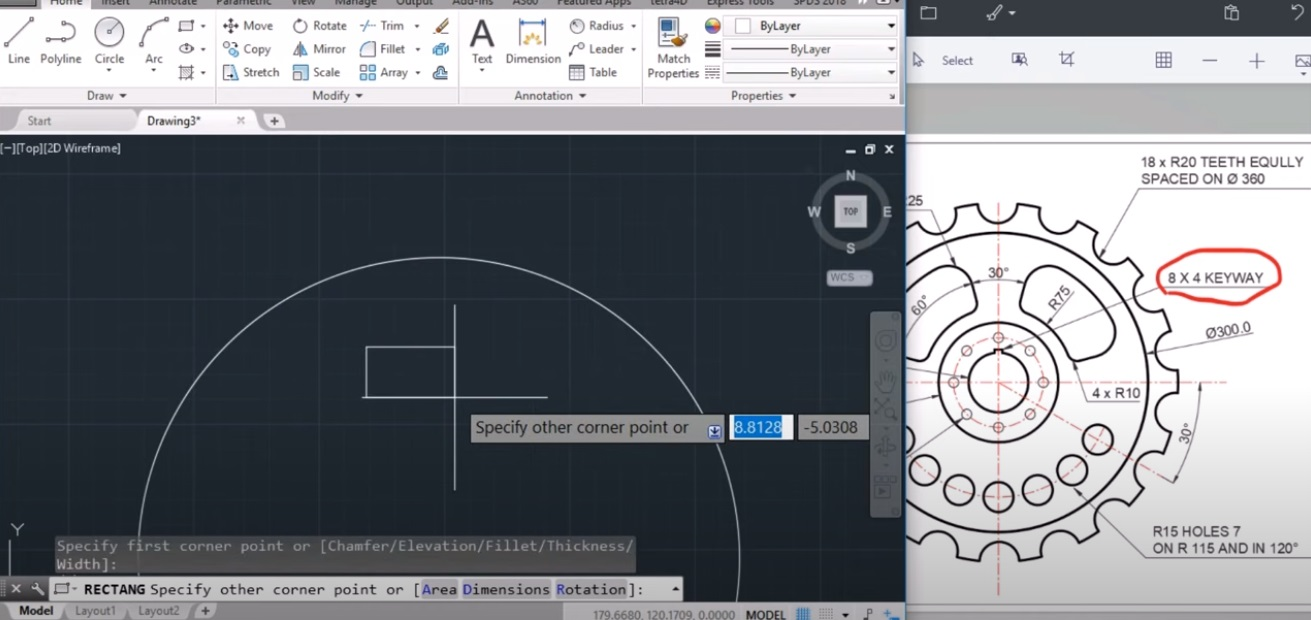 Home Insert Annotate Parametric View Manage Output Add-ins A360 Featured Apps tetra4D Express Tools SPDS 2018
Line Polyline Circle Arc
Move Rotate Trim
Copy Mirror Fillet
Stretch Scale Array
Text Dimension
Radius
Leader
Table
Match
Properties
ByLayer
ByLayer
ByLayer
Draw Modify Annotation Properties
Start Drawing3*
[−][Top][2D Wireframe]
N
W TOP E
S
WCS
Specify other corner point or 8.8128 -5.0308
Y
Specify first corner point or [Chamfer/Elevation/Fillet/Thickness/
Width]:
RECTANG Specify other corner point or [Area Dimensions Rotation]:
Model Layout1 Layout2 +
179.6680, 120.1709, 0.0000 MODEL
Select
18 x R20 TEETH EQULLY
SPACED ON Ø 360
25
8 X 4 KEYWAY
30°
60°
R75
Ø300.0
4 x R10
30°
R15 HOLES 7
ON R 115 AND IN 120°